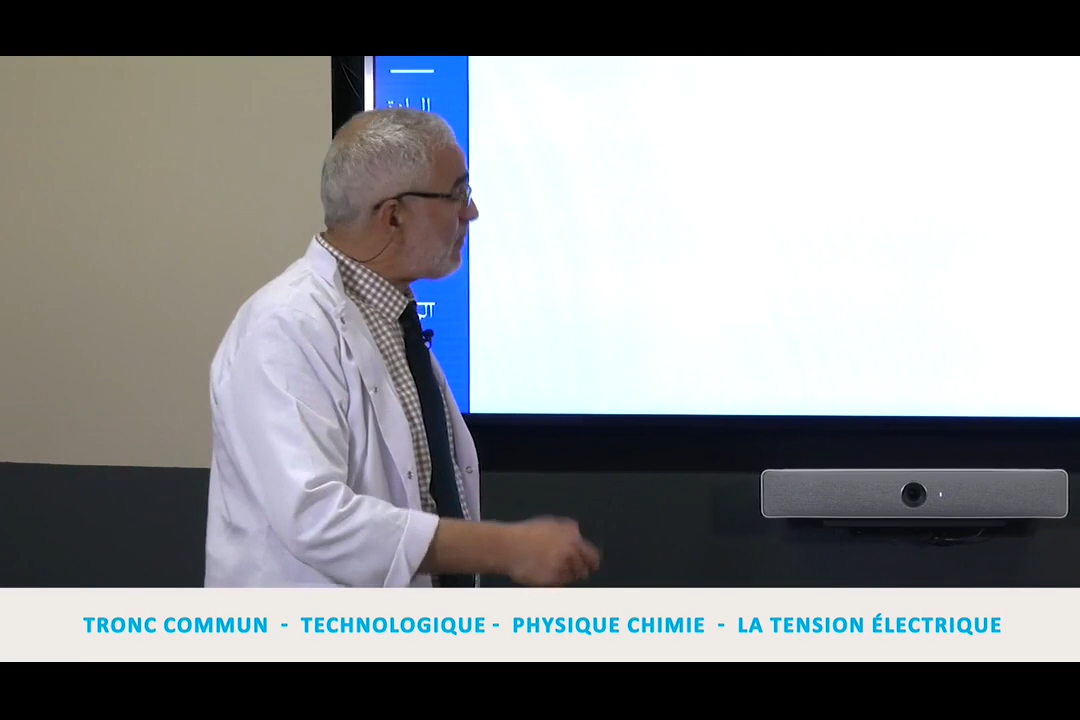 TRONC COMMUN - TECHNOLOGIQUE - PHYSIQUE CHIMIE - LA TENSION ÉLECTRIQUE